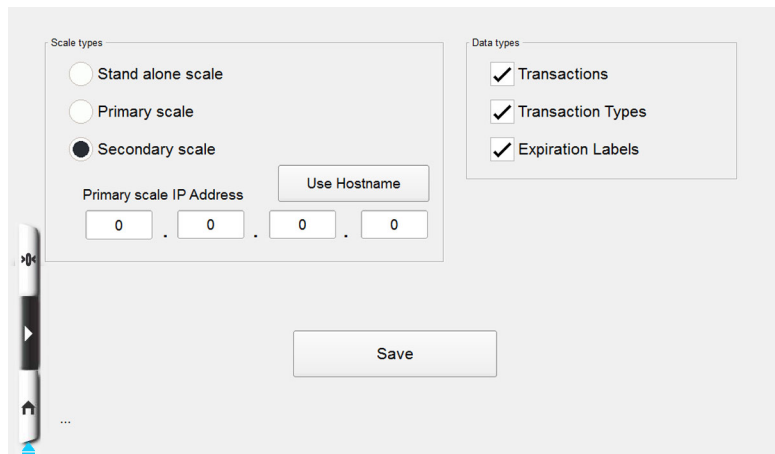 Scale types
Stand alone scale
Primary scale
Secondary scale
Use Hostname
Primary scale IP Address
0 . 0 . 0 . 0
Data types
Transactions
Transaction Types
Expiration Labels
>0<
Save
...